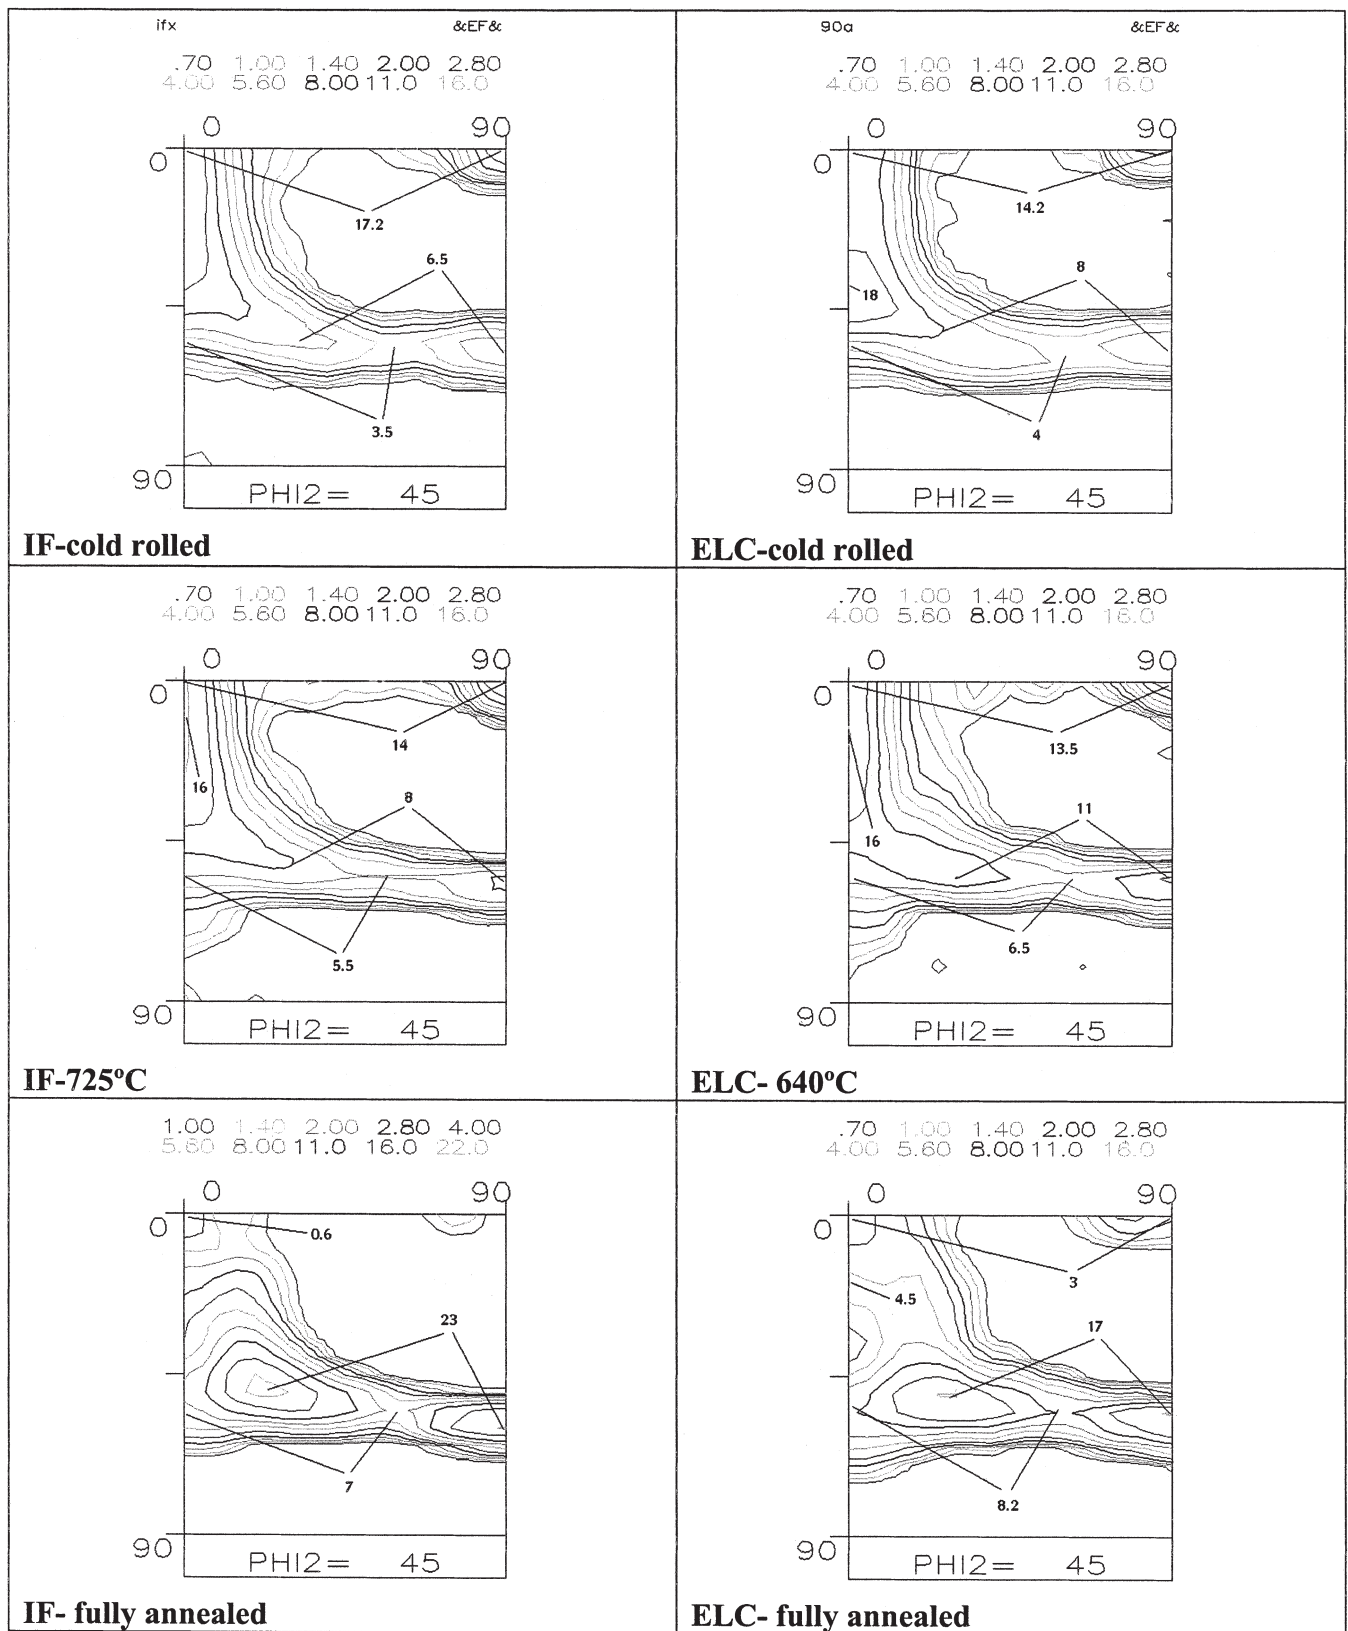 ifx &EF&
.70 1.00 1.40 2.00 2.80
4.00 5.60 8.00 11.0 16.0
0 90
0
17.2
6.5
3.5
90 PHI2= 45
IF-cold rolled
90a &EF&
.70 1.00 1.40 2.00 2.80
4.00 5.60 8.00 11.0 16.0
0 90
0
14.2
8
18
4
90 PHI2= 45
ELC-cold rolled
.70 1.00 1.40 2.00 2.80
4.00 5.60 8.00 11.0 16.0
0 90
0
14
16
8
5.5
90 PHI2= 45
IF-725ºC
.70 1.00 1.40 2.00 2.80
4.00 5.60 8.00 11.0 16.0
0 90
0
13.5
11
16
6.5
90 PHI2= 45
ELC- 640ºC
1.00 1.40 2.00 2.80 4.00
5.60 8.00 11.0 16.0 22.0
0 90
0
0.6
23
7
90 PHI2= 45
IF- fully annealed
.70 1.00 1.40 2.00 2.80
4.00 5.60 8.00 11.0 16.0
0 90
0
3
4.5
17
8.2
90 PHI2= 45
ELC- fully annealed